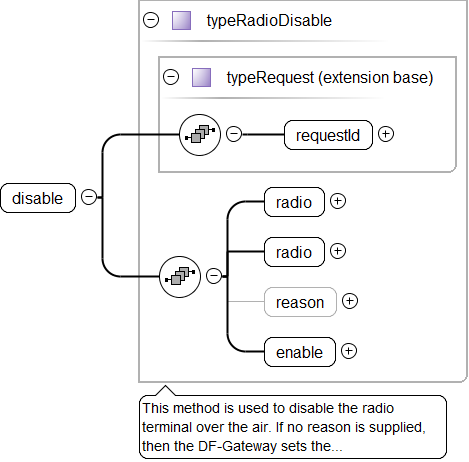 typeRadioDisable
typeRequest (extension base)
requestId
disable
radio
radio
reason
enable
This method is used to disable the radio
terminal over the air. If no reason is supplied,
then the DF-Gateway sets the...